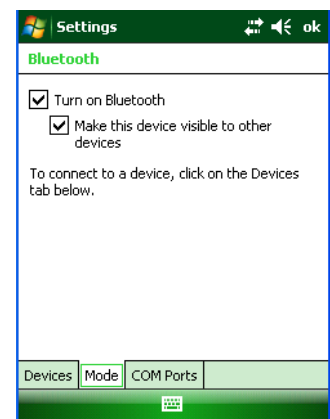 Settings ok
Bluetooth
Turn on Bluetooth
Make this device visible to other
devices
To connect to a device, click on the Devices
tab below.
Devices Mode COM Ports